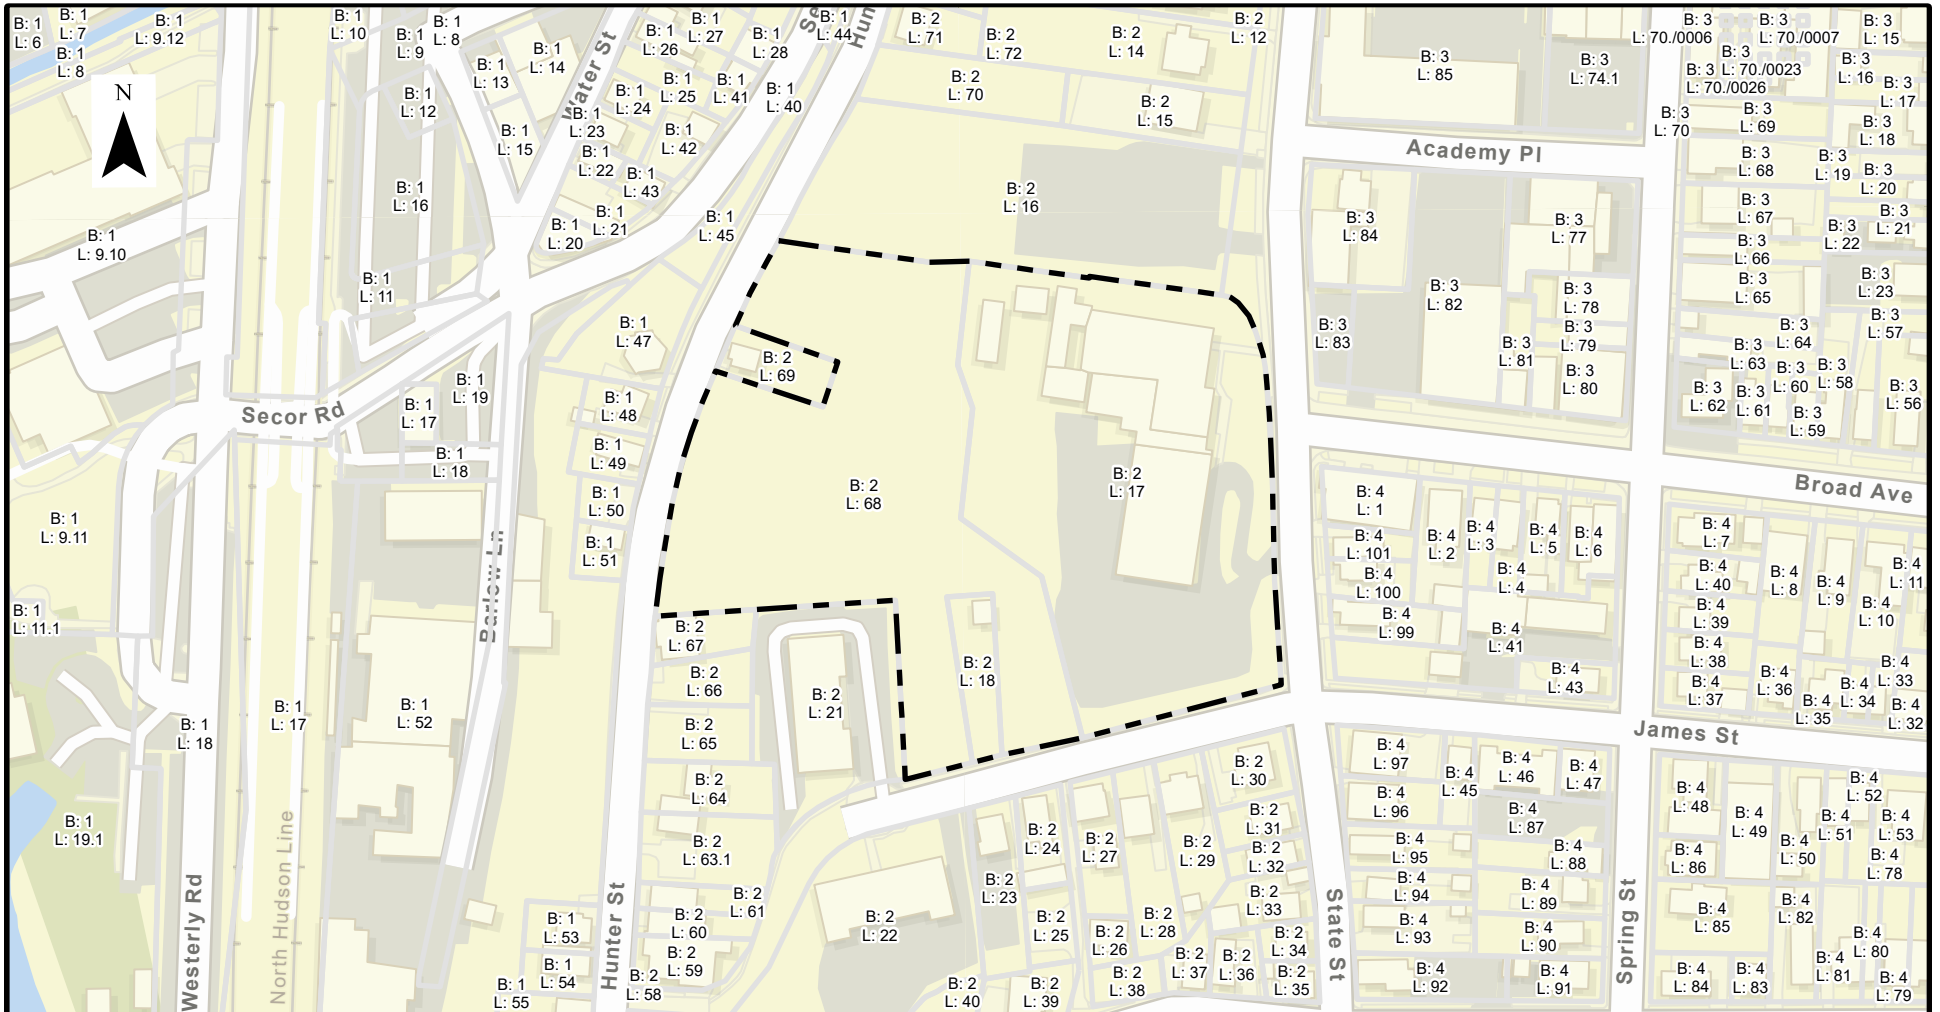 B: 1
L: 6
B: 1
L: 7
B: 1
L: 8
B: 1
L: 9.12
B: 1
L: 10
B: 1
L: 9
B: 1
L: 8
B: 1
L: 12
B: 1
L: 13
B: 1
L: 14
B: 1
L: 15
Water St
B: 1
L: 26
B: 1
L: 27
B: 1
L: 28
B: 1
L: 44
Se
Hun
B: 1
L: 23
B: 1
L: 24
B: 1
L: 25
B: 1
L: 41
B: 1
L: 40
B: 1
L: 42
B: 1
L: 22
B: 1
L: 43
B: 1
L: 21
B: 1
L: 20
B: 1
L: 45
B: 2
L: 71
B: 2
L: 72
B: 2
L: 14
B: 2
L: 12
B: 2
L: 70
B: 2
L: 15
B: 2
L: 16
B: 3
L: 85
B: 3
L: 74.1
B: 3
L: 70./0006
B: 3
L: 70./0007
B: 3
L: 70./0023
B: 3
L: 70./0026
B: 3
L: 15
B: 3
L: 16
B: 3
L: 17
B: 3
L: 70
B: 3
L: 69
B: 3
L: 18
Academy Pl
N
B: 1
L: 16
B: 1
L: 9.10
B: 1
L: 11
B: 3
L: 84
B: 3
L: 77
B: 3
L: 68
B: 3
L: 19
B: 3
L: 20
B: 3
L: 67
B: 3
L: 21
B: 3
L: 22
B: 3
L: 66
B: 3
L: 65
B: 3
L: 23
B: 3
L: 82
B: 3
L: 78
B: 3
L: 83
B: 3
L: 79
B: 3
L: 81
B: 3
L: 80
B: 3
L: 64
B: 3
L: 57
B: 3
L: 63
B: 3
L: 60
B: 3
L: 58
B: 3
L: 62
B: 3
L: 61
B: 3
L: 59
B: 3
L: 56
B: 1
L: 47
B: 2
L: 69
Secor Rd
B: 1
L: 17
B: 1
L: 19
B: 1
L: 18
B: 1
L: 48
B: 1
L: 49
B: 1
L: 50
B: 1
L: 51
B: 2
L: 68
B: 2
L: 17
Broad Ave
B: 1
L: 9.11
B: 1
L: 11.1
Barlow Ln
B: 4
L: 1
B: 4
L: 101
B: 4
L: 100
B: 4
L: 99
B: 4
L: 2
B: 4
L: 3
B: 4
L: 4
B: 4
L: 5
B: 4
L: 6
B: 4
L: 41
B: 4
L: 43
B: 4
L: 7
B: 4
L: 40
B: 4
L: 39
B: 4
L: 38
B: 4
L: 37
B: 4
L: 8
B: 4
L: 9
B: 4
L: 10
B: 4
L: 11
B: 4
L: 36
B: 4
L: 35
B: 4
L: 34
B: 4
L: 33
B: 4
L: 32
B: 2
L: 67
B: 2
L: 66
B: 2
L: 65
B: 2
L: 21
B: 2
L: 18
B: 1
L: 18
B: 1
L: 17
B: 1
L: 52
James St
B: 2
L: 64
B: 2
L: 63.1
B: 2
L: 61
B: 2
L: 60
B: 2
L: 59
B: 2
L: 58
B: 2
L: 22
B: 2
L: 23
B: 2
L: 24
B: 2
L: 25
B: 2
L: 27
B: 2
L: 26
B: 2
L: 28
B: 2
L: 29
B: 2
L: 30
B: 2
L: 31
B: 2
L: 32
B: 2
L: 33
B: 2
L: 34
B: 2
L: 35
B: 2
L: 36
B: 2
L: 37
B: 2
L: 38
B: 2
L: 39
B: 2
L: 40
B: 4
L: 97
B: 4
L: 96
B: 4
L: 95
B: 4
L: 94
B: 4
L: 93
B: 4
L: 92
B: 4
L: 45
B: 4
L: 46
B: 4
L: 47
B: 4
L: 87
B: 4
L: 88
B: 4
L: 89
B: 4
L: 90
B: 4
L: 91
B: 4
L: 48
B: 4
L: 49
B: 4
L: 50
B: 4
L: 51
B: 4
L: 52
B: 4
L: 53
B: 4
L: 86
B: 4
L: 78
B: 4
L: 85
B: 4
L: 82
B: 4
L: 80
B: 4
L: 84
B: 4
L: 83
B: 4
L: 81
B: 4
L: 79
B: 1
L: 19.1
Westerly Rd
North Hudson Line
B: 1
L: 53
B: 1
L: 54
B: 1
L: 55
Hunter St
State St
Spring St